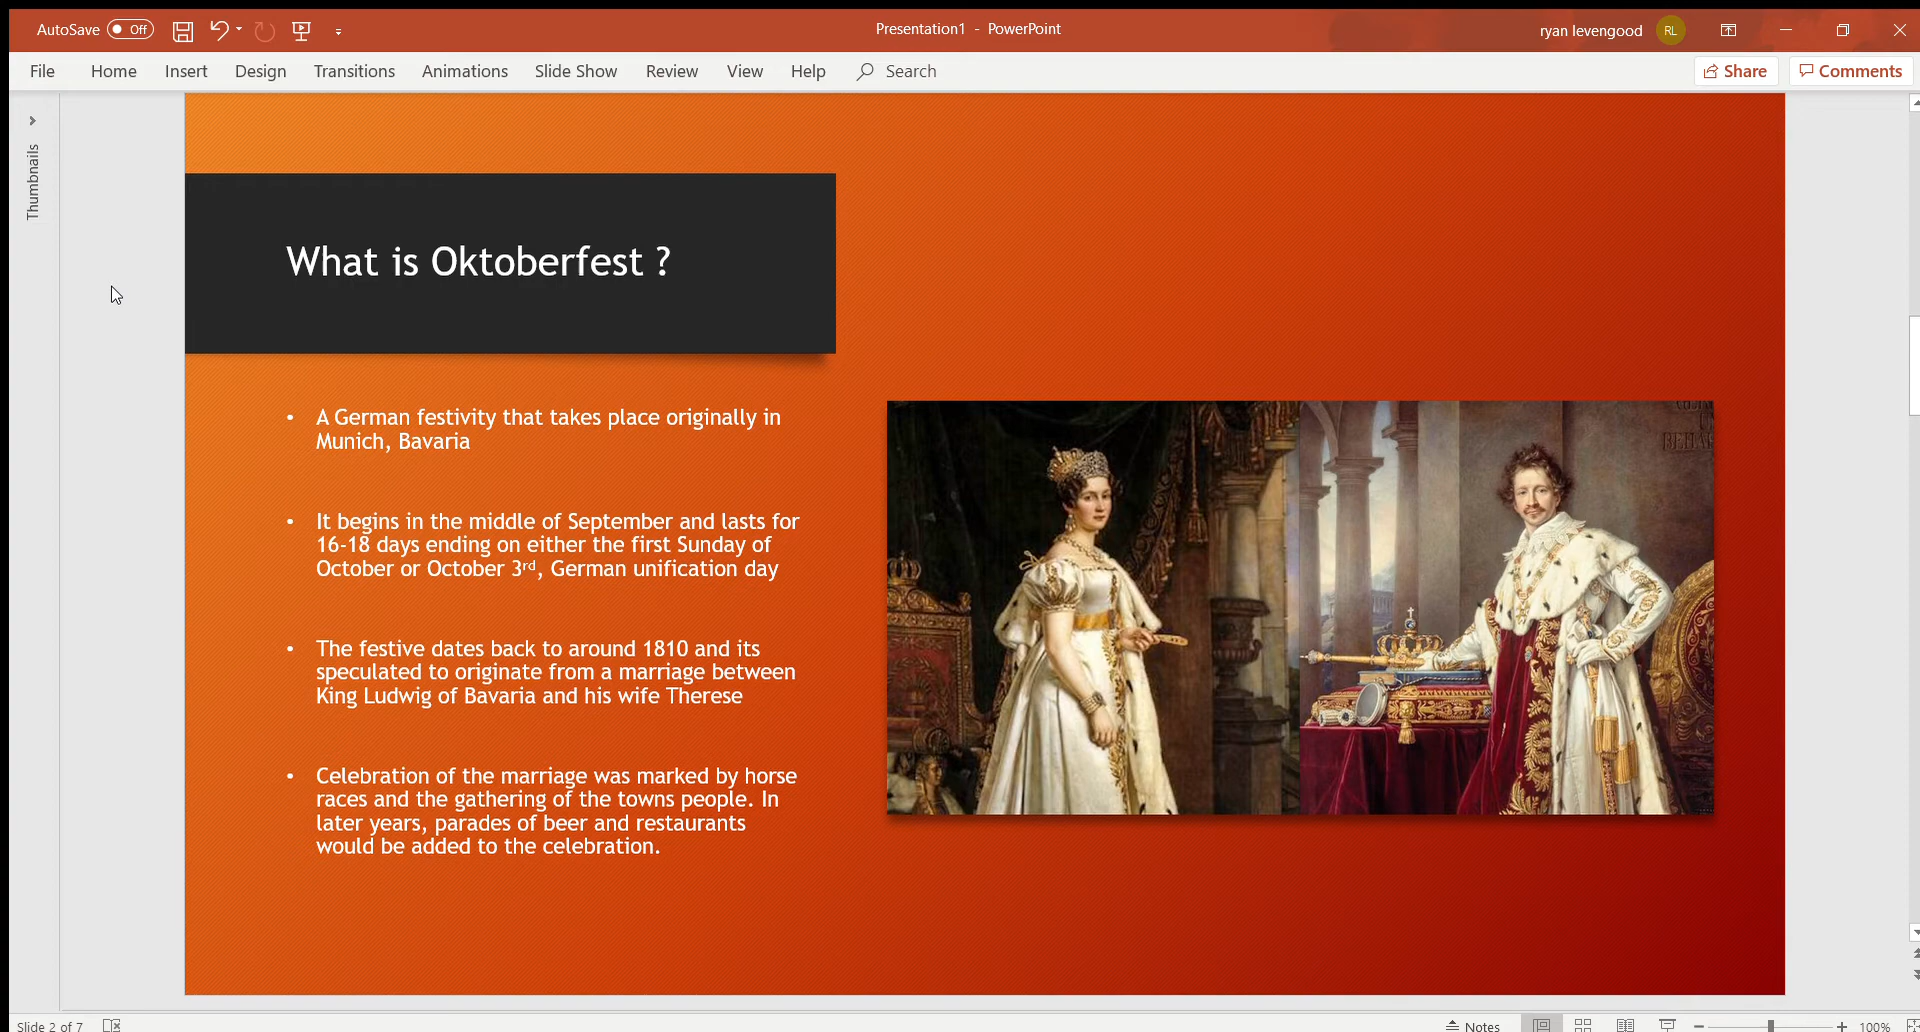 AutoSave Off
Presentation1 - PowerPoint
ryan levengood RL
File Home Insert Design Transitions Animations Slide Show Review View Help Search
Share Comments
Thumbnails
What is Oktoberfest ?
• A German festivity that takes place originally in
Munich, Bavaria
• It begins in the middle of September and lasts for
16-18 days ending on either the first Sunday of
October or October 3rd, German unification day
• The festive dates back to around 1810 and its
speculated to originate from a marriage between
King Ludwig of Bavaria and his wife Therese
• Celebration of the marriage was marked by horse
races and the gathering of the towns people. In
later years, parades of beer and restaurants
would be added to the celebration.
Slide 2 of 7
Notes
100%